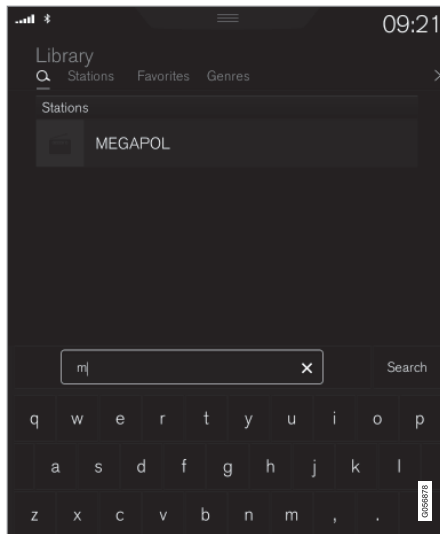 09:21
Library
Stations Favorites Genres
Stations
MEGAPOL
m
Search
q w e r t y u i o p
a s d f g h j k l
z x c v b n m , .
G056878